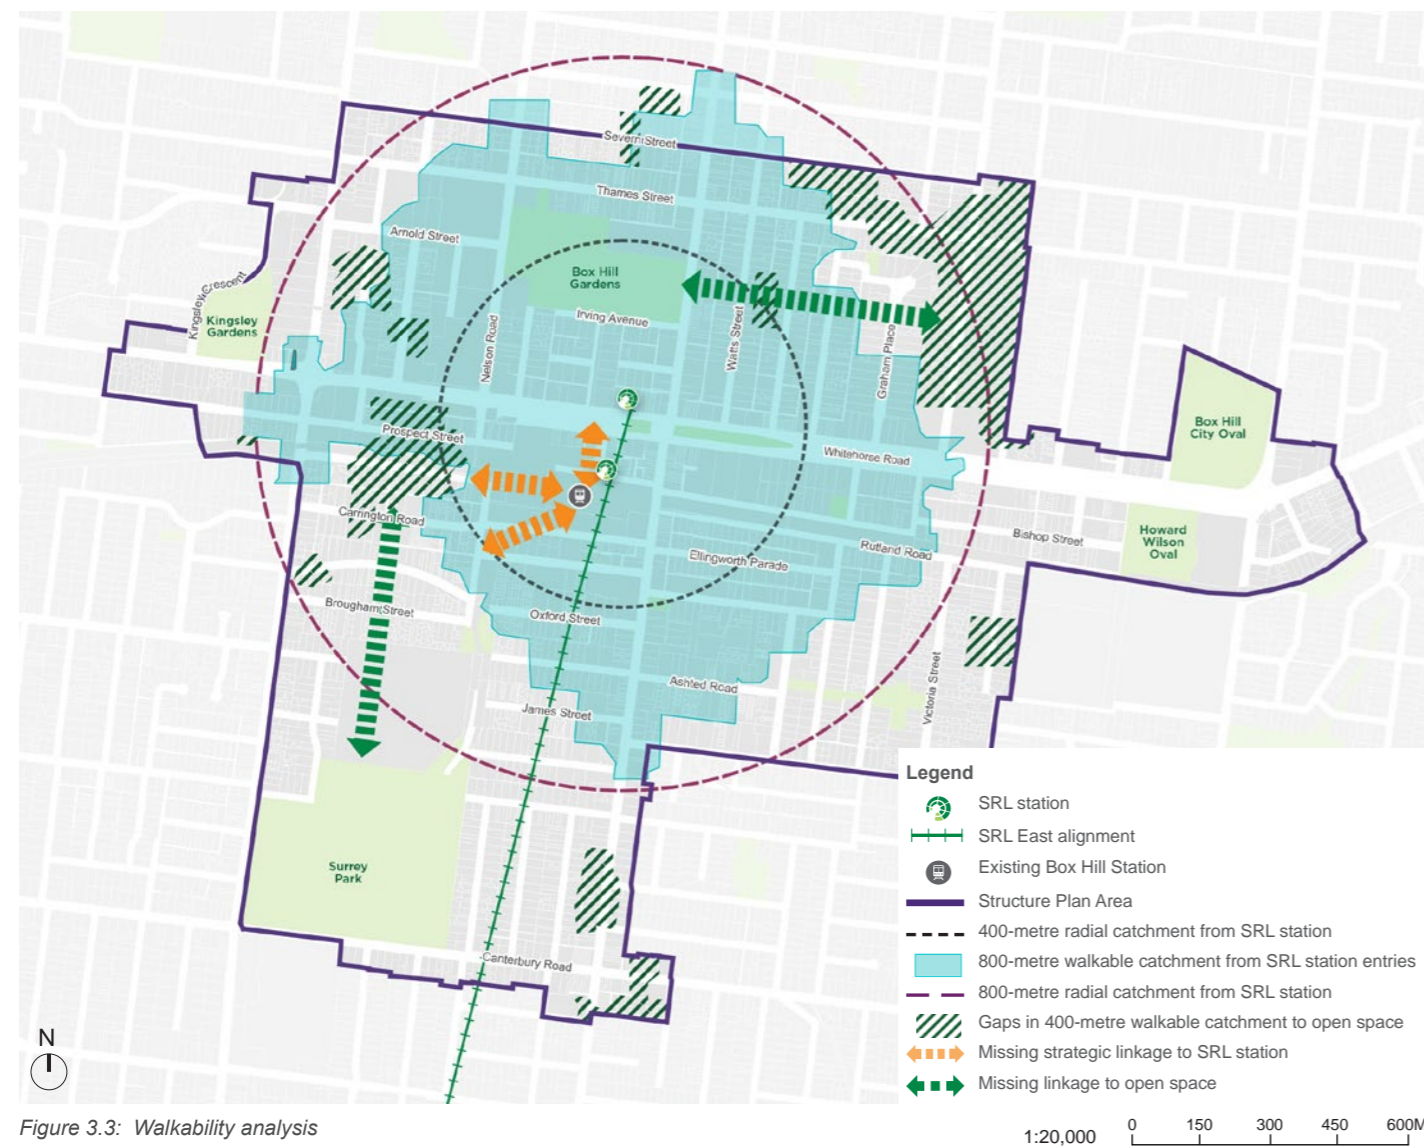 Severn Street
Thames Street
Arnold Street
Box Hill
Gardens
Kingsley Crescent
Kingsley
Gardens
Irving Avenue
Nelson Road
Watts Street
Graham Place
Prospect Street
Whitehorse Road
Box Hill
City Oval
Carrington Road
Ellingworth Parade
Rutland Road
Bishop Street
Howard
Wilson
Oval
Brougham Street
Oxford Street
Ashted Road
James Street
Victoria Street
Surrey
Park
Canterbury Road
Legend
SRL station
SRL East alignment
Existing Box Hill Station
Structure Plan Area
400-metre radial catchment from SRL station
800-metre walkable catchment from SRL station entries
800-metre radial catchment from SRL station
Gaps in 400-metre walkable catchment to open space
Missing strategic linkage to SRL station
Missing linkage to open space
N
Figure 3.3: Walkability analysis
1:20,000
0 150 300 450 600M